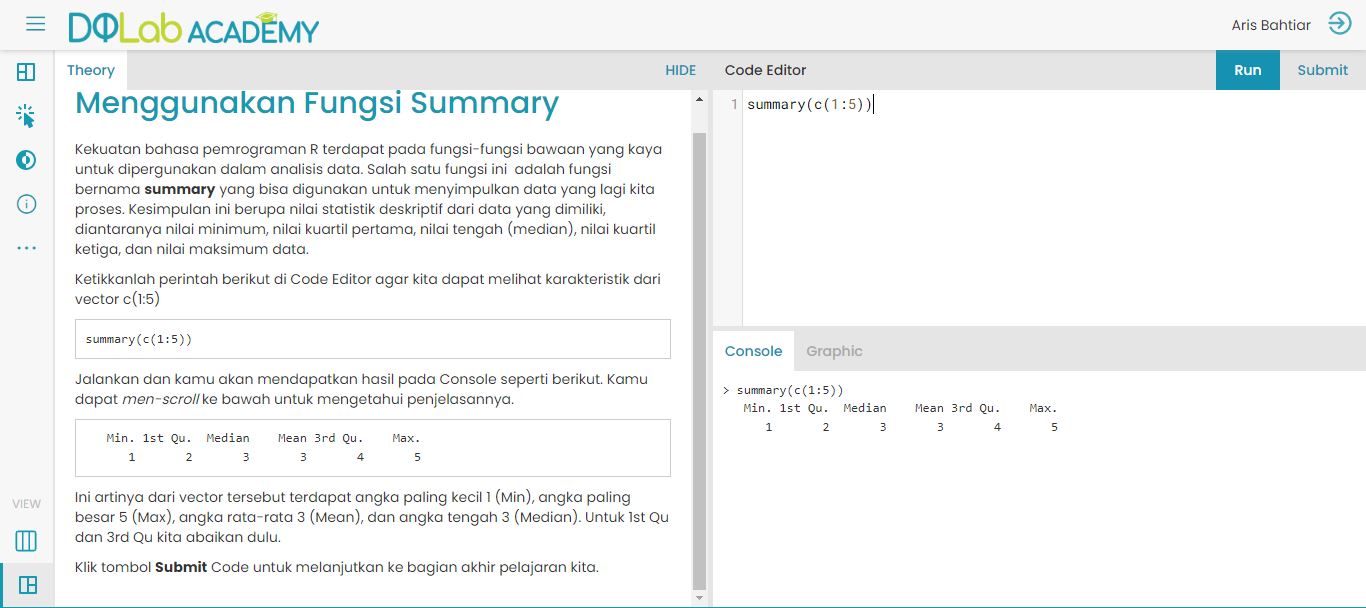 DQLab ACADEMY
Aris Bahtiar
Theory
HIDE
Menggunakan Fungsi Summary
Kekuatan bahasa pemrograman R terdapat pada fungsi-fungsi bawaan yang kaya
untuk dipergunakan dalam analisis data. Salah satu fungsi ini adalah fungsi
bernama summary yang bisa digunakan untuk menyimpulkan data yang lagi kita
proses. Kesimpulan ini berupa nilai statistik deskriptif dari data yang dimiliki,
diantaranya nilai minimum, nilai kuartil pertama, nilai tengah (median), nilai kuartil
ketiga, dan nilai maksimum data.
Ketikkanlah perintah berikut di Code Editor agar kita dapat melihat karakteristik dari
vector c(1:5)
summary(c(1:5))
Jalankan dan kamu akan mendapatkan hasil pada Console seperti berikut. Kamu
dapat men-scroll ke bawah untuk mengetahui penjelasannya.
Min. 1st Qu. Median Mean 3rd Qu. Max.
1 2 3 3 4 5
Ini artinya dari vector tersebut terdapat angka paling kecil 1 (Min), angka paling
besar 5 (Max), angka rata-rata 3 (Mean), dan angka tengah 3 (Median). Untuk 1st Qu
dan 3rd Qu kita abaikan dulu.
Klik tombol Submit Code untuk melanjutkan ke bagian akhir pelajaran kita.
VIEW
Code Editor
Run
Submit
1 summary(c(1:5))
Console
Graphic
> summary(c(1:5))
Min. 1st Qu. Median Mean 3rd Qu. Max.
1 2 3 3 4 5